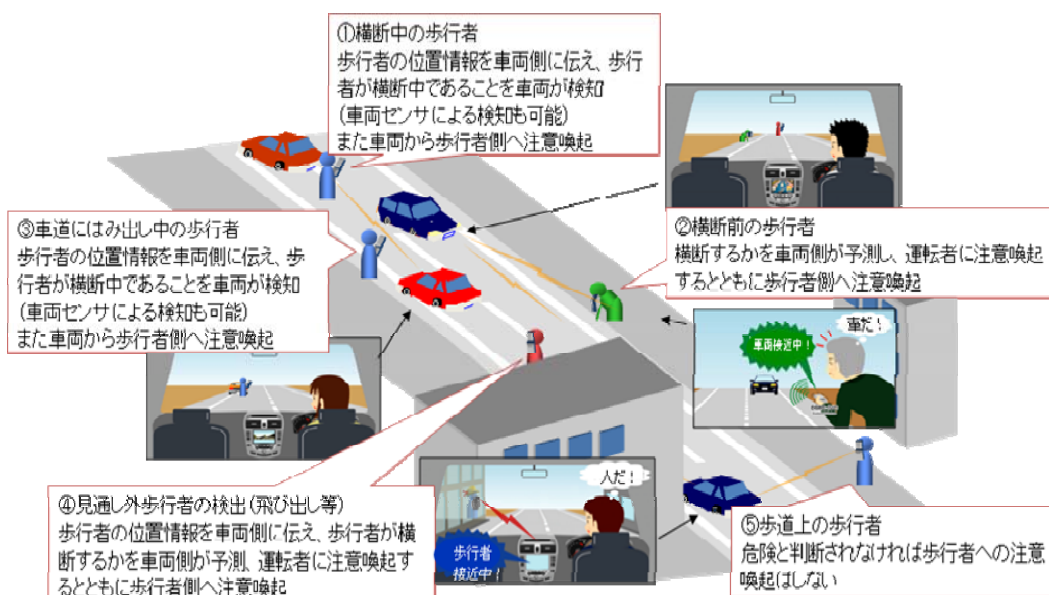 ①横断中の歩行者
歩行者の位置情報を車両側に伝え、歩行
者が横断中であることを車両が検知
(車両センサによる検知も可能)
また車両から歩行者側へ注意喚起
②横断前の歩行者
横断するかを車両側が予測し、運転者に注意喚起
するとともに歩行者側へ注意喚起
③車道にはみ出し中の歩行者
歩行者の位置情報を車両側に伝え、歩
行者が横断中であることを車両が検知
(車両センサによる検知も可能)
また車両から歩行者側へ注意喚起
車だ!
車両接近中!
④見通し外歩行者の検出(飛び出し等)
歩行者の位置情報を車両側に伝え、歩行者が横
断するかを車両側が予測、運転者に注意喚起す
るとともに歩行者側へ注意喚起
人だ!
歩行者
接近中!
⑤歩道上の歩行者
危険と判断されなければ歩行者への注意
喚起はしない